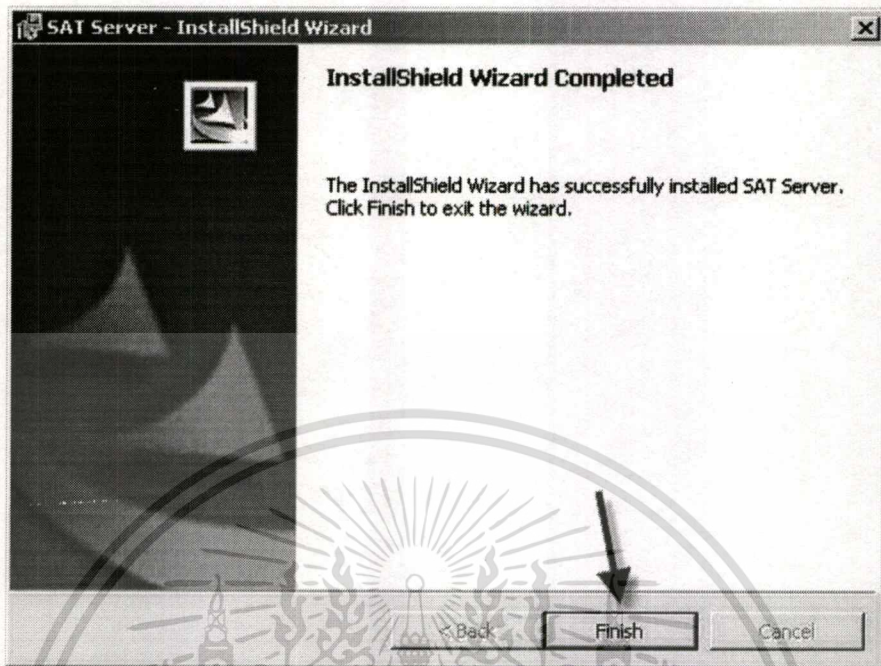 SAT Server - InstallShield Wizard
InstallShield Wizard Completed
The InstallShield Wizard has successfully installed SAT Server.
Click Finish to exit the wizard.
< Back
Finish
Cancel